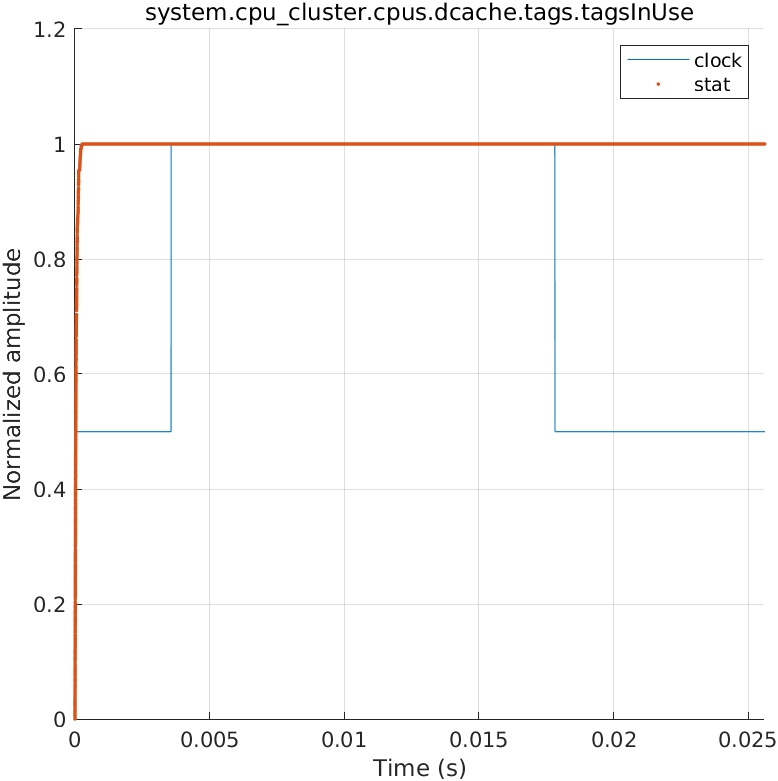 system.cpu_cluster.cpus.dcache.tags.tagsInUse
1.2
clock
stat
1
0.8
0.6
0.4
0.2
0
Normalized amplitude
0 0.005 0.01 0.015 0.02 0.025
Time (s)